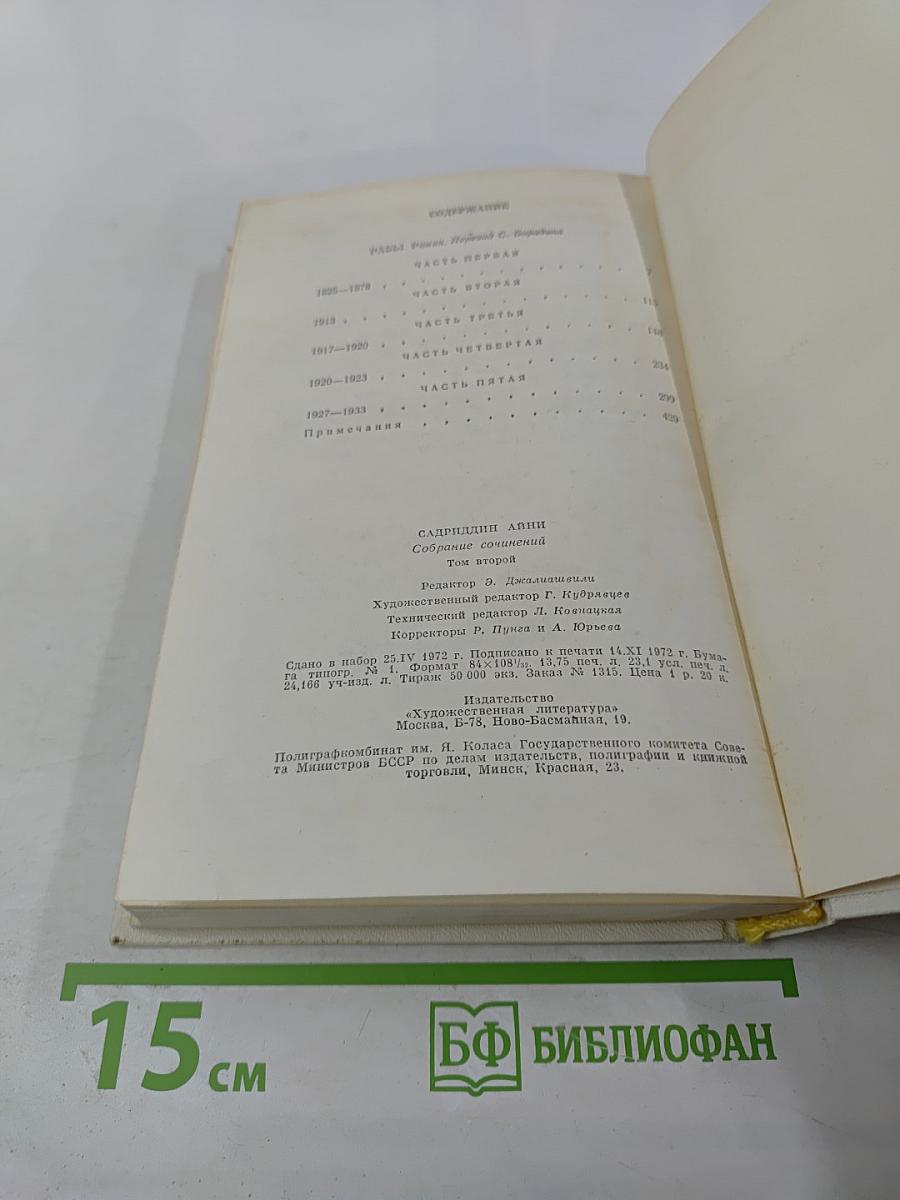 СОДЕРЖАНИЕ
РАБЫ. Роман. Перевод С. Бородина
ЧАСТЬ ПЕРВАЯ
1825—1878 . . . . . . . . . . . . . 7
ЧАСТЬ ВТОРАЯ
1913 . . . . . . . . . . . . . . 115
ЧАСТЬ ТРЕТЬЯ
1917—1920 . . . . . . . . . . . . .
ЧАСТЬ ЧЕТВЕРТАЯ
1920—1923 . . . . . . . . . . . . . 234
ЧАСТЬ ПЯТАЯ
1927—1933 . . . . . . . . . . . . . 299
Примечания . . . . . . . . . . . 429
САДРИДДИН АЙНИ
Собрание сочинений
Том второй
Редактор Э. Джалиашвили
Художественный редактор Г. Кудрявцев
Технический редактор Л. Ковнацкая
Корректоры Р. Пунга и А. Юрьева
Сдано в набор 25.IV 1972 г. Подписано к печати 14.XI 1972 г. Бума-
га типогр. № 1. Формат 84×108¹/₃₂. 13,75 печ. л. 23,1 усл. печ. л.
24,166 уч-изд. л. Тираж 50 000 экз. Заказ № 1315. Цена 1 р. 20 к.
Издательство
«Художественная литература»
Москва, Б-78, Ново-Басманная, 19.
Полиграфкомбинат им. Я. Коласа Государственного комитета Сове-
та Министров БССР по делам издательств, полиграфии и книжной
торговли, Минск, Красная, 23.
15 см
БФ БИБЛИОФАН